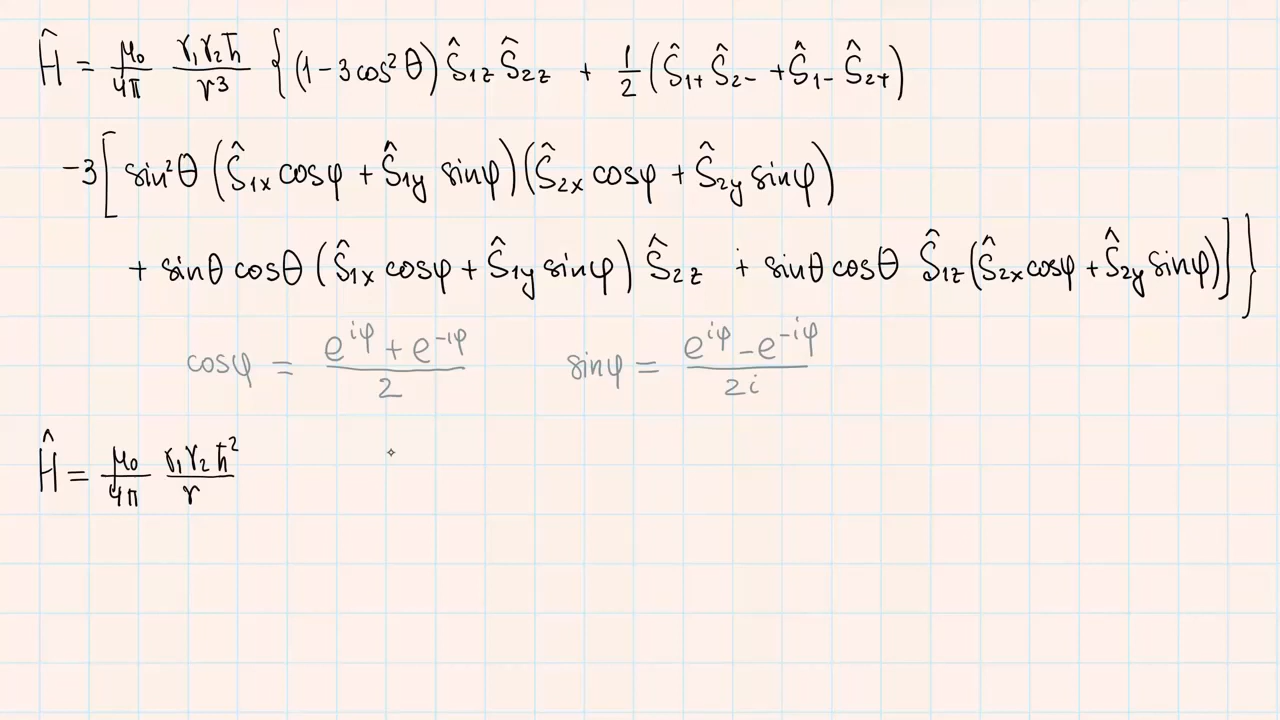 Ĥ = μ₀/4π γ₁γ₂ħ/r³ {(1-3cos²θ) Ŝ₁z Ŝ₂z + 1/2 (Ŝ₁₊ Ŝ₂₋ + Ŝ₁₋ Ŝ₂₊)
-3[ sin²θ (Ŝ₁x cosφ + Ŝ₁y sinφ)(Ŝ₂x cosφ + Ŝ₂y sinφ)
+ sinθ cosθ (Ŝ₁x cosφ + Ŝ₁y sinφ) Ŝ₂z + sinθ cosθ Ŝ₁z (Ŝ₂x cosφ + Ŝ₂y sinφ)]}
cosφ = (e^{iφ} + e^{-iφ})/2 sinφ = (e^{iφ} - e^{-iφ})/2i
Ĥ = μ₀/4π γ₁γ₂ħ²/r